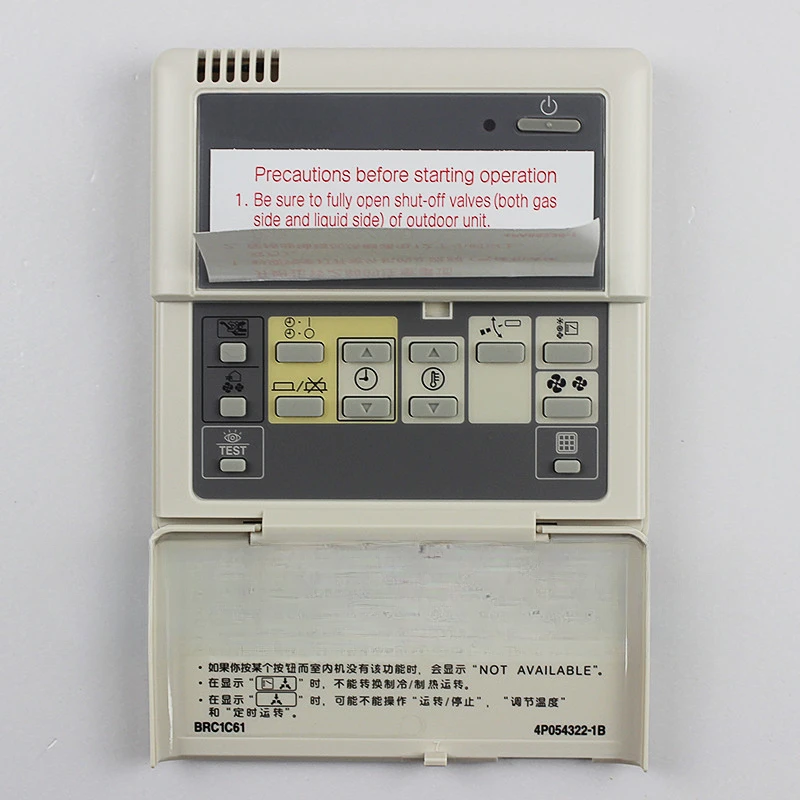 Precautions before starting operation
1. Be sure to fully open shut-off valves (both gas
side and liquid side) of outdoor unit.
TEST
· 如果你按某个按钮而室内机没有该功能时, 会显示 “NOT AVAILABLE”。
· 在显示 “ ” 时, 不能转换制冷/制热运转。
· 在显示 “ ” 时, 可能不能操作 “运转/停止”, “调节温度”
和 “定时运转”。
BRC1C61 4P054322-1B